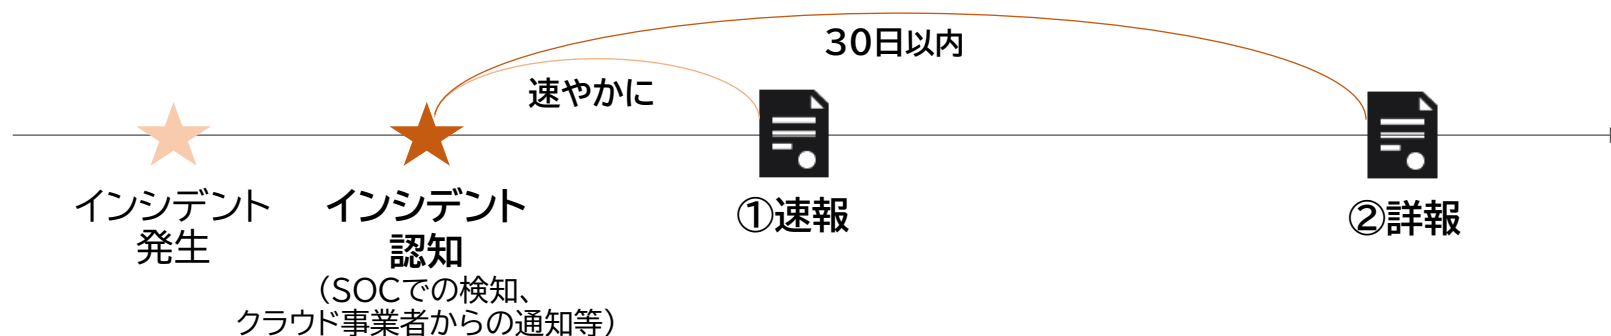 30日以内
速やかに
インシデント
発生
インシデント
認知
（SOCでの検知、
クラウド事業者からの通知等）
①速報
②詳報